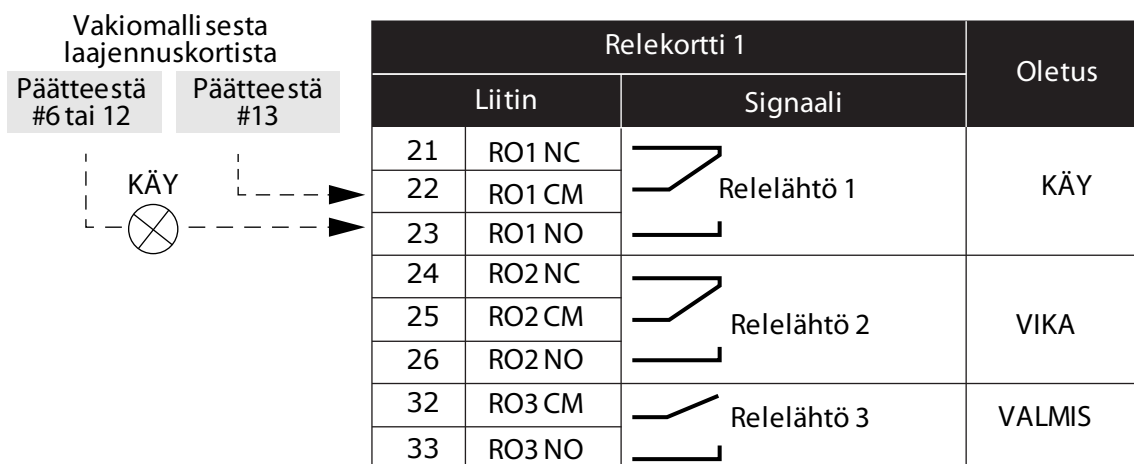 Vakiomallisesta
laajennuskortista
Päätteestä
#6 tai 12
Päätteestä
#13
KÄY
Relekortti 1
Oletus
Liitin
Signaali
21 RO1 NC
22 RO1 CM Relelähtö 1 KÄY
23 RO1 NO
24 RO2 NC
25 RO2 CM Relelähtö 2 VIKA
26 RO2 NO
32 RO3 CM Relelähtö 3 VALMIS
33 RO3 NO